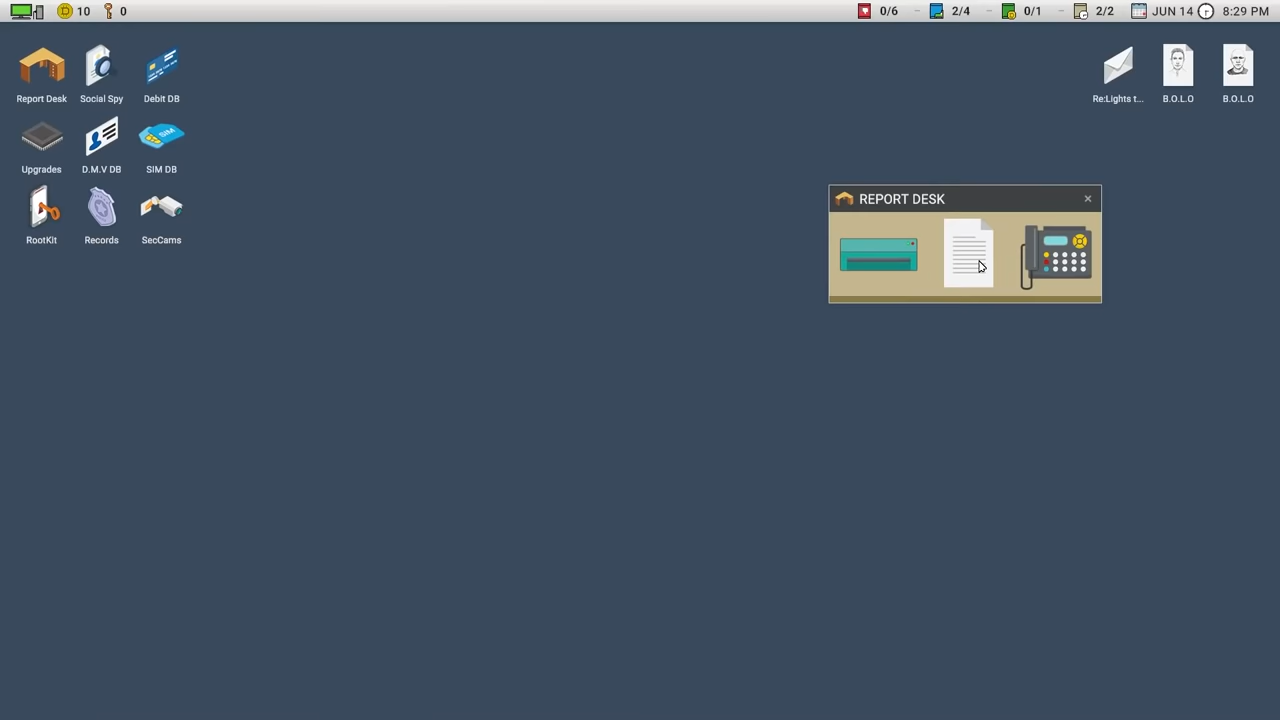 10 0 0/6 2/4 0/1 2/2 JUN 14 8:29 PM
Report Desk Social Spy Debit DB Re:Lights t... B.O.L.O B.O.L.O
Upgrades D.M.V DB SIM DB
SIM
RootKit Records SecCams
REPORT DESK